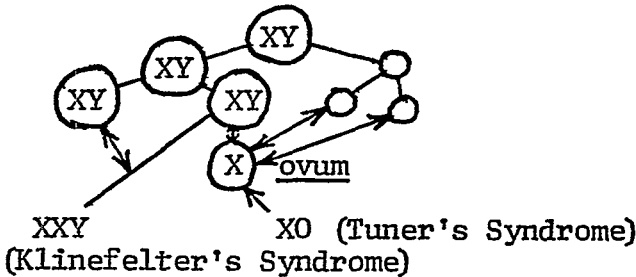 XY
XY
XY XY
X ovum
XXY XO (Tuner's Syndrome)
(Klinefelter's Syndrome)